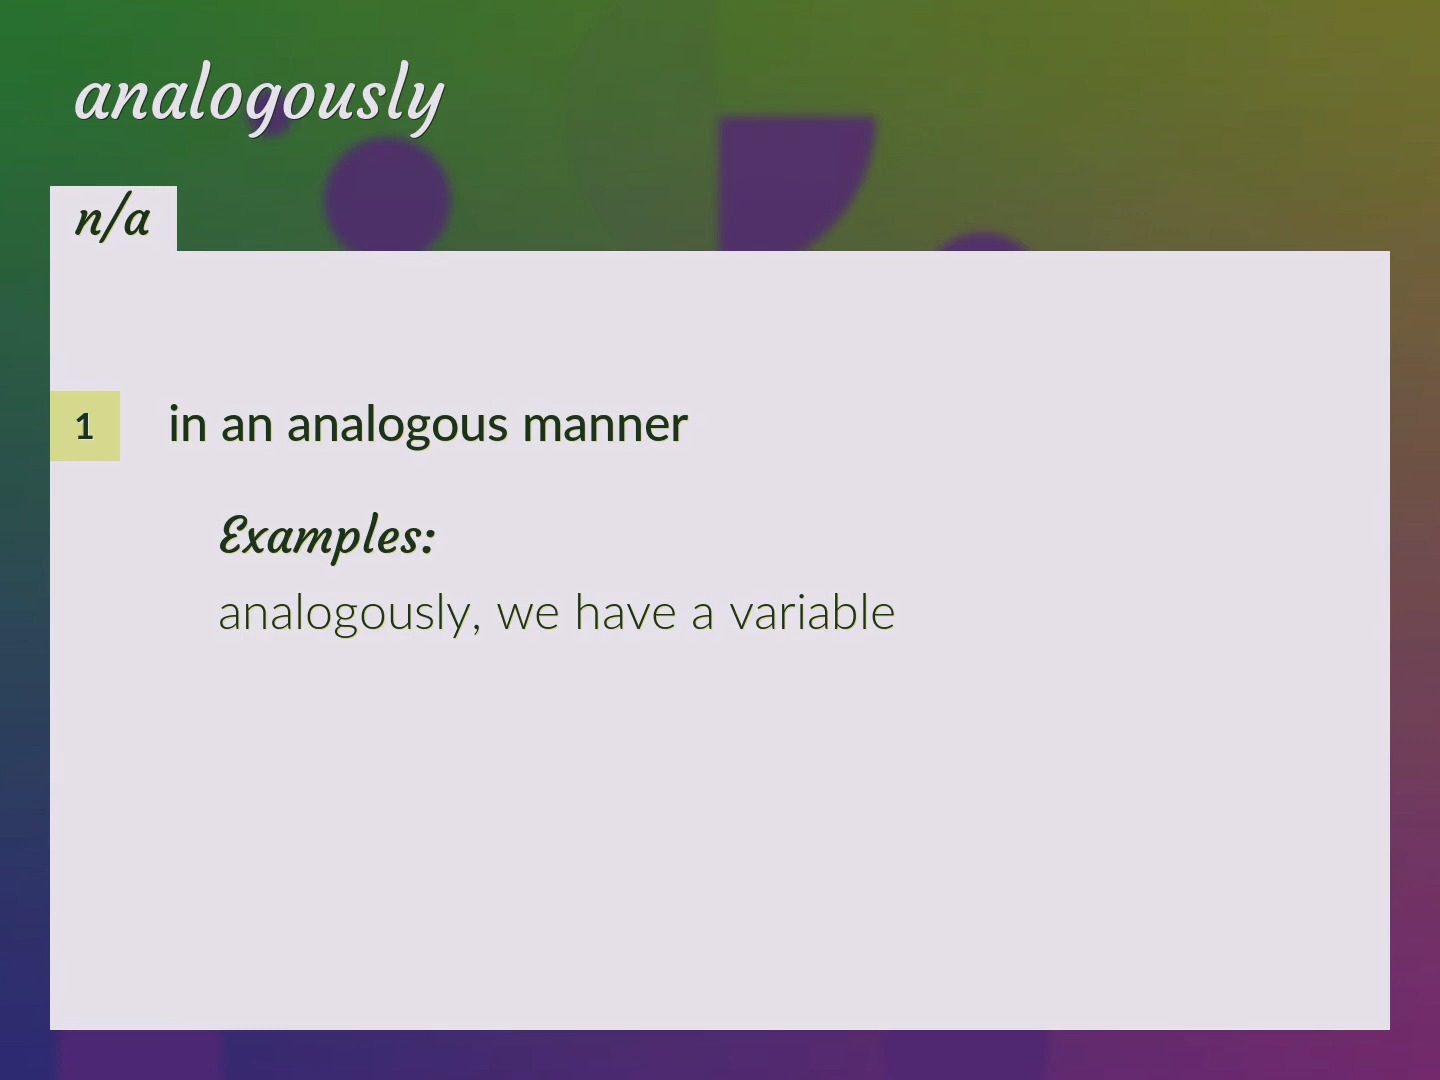 analogously
n/a
1 in an analogous manner
Examples:
analogously, we have a variable